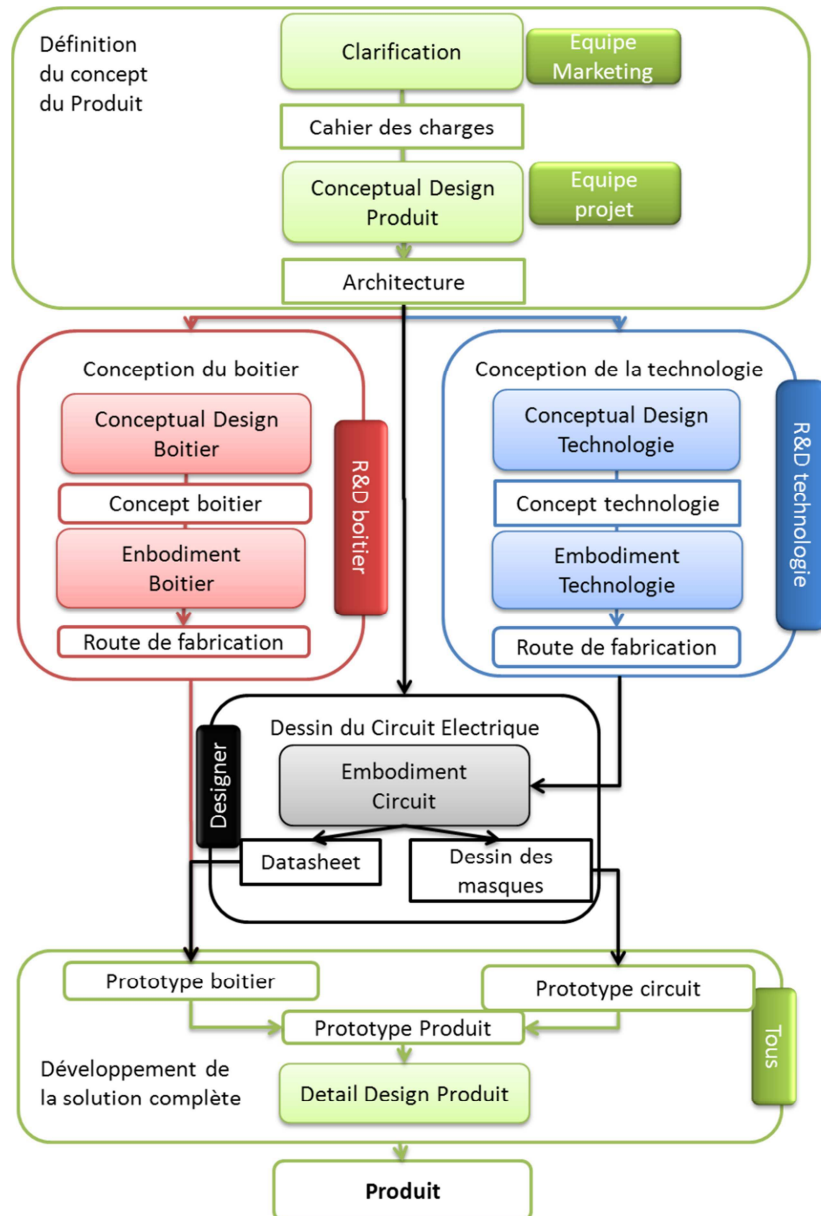 Définition
du concept
du Produit
Clarification
Equipe
Marketing
Cahier des charges
Conceptual Design
Produit
Equipe
projet
Architecture
Conception du boitier
Conceptual Design
Boitier
Concept boitier
Enbodiment
Boitier
Route de fabrication
R&D boitier
Conception de la technologie
Conceptual Design
Technologie
Concept technologie
Embodiment
Technologie
Route de fabrication
R&D technologie
Dessin du Circuit Electrique
Designer
Embodiment
Circuit
Datasheet
Dessin des
masques
Prototype boitier
Prototype circuit
Prototype Produit
Tous
Développement de
la solution complète
Detail Design Produit
Produit